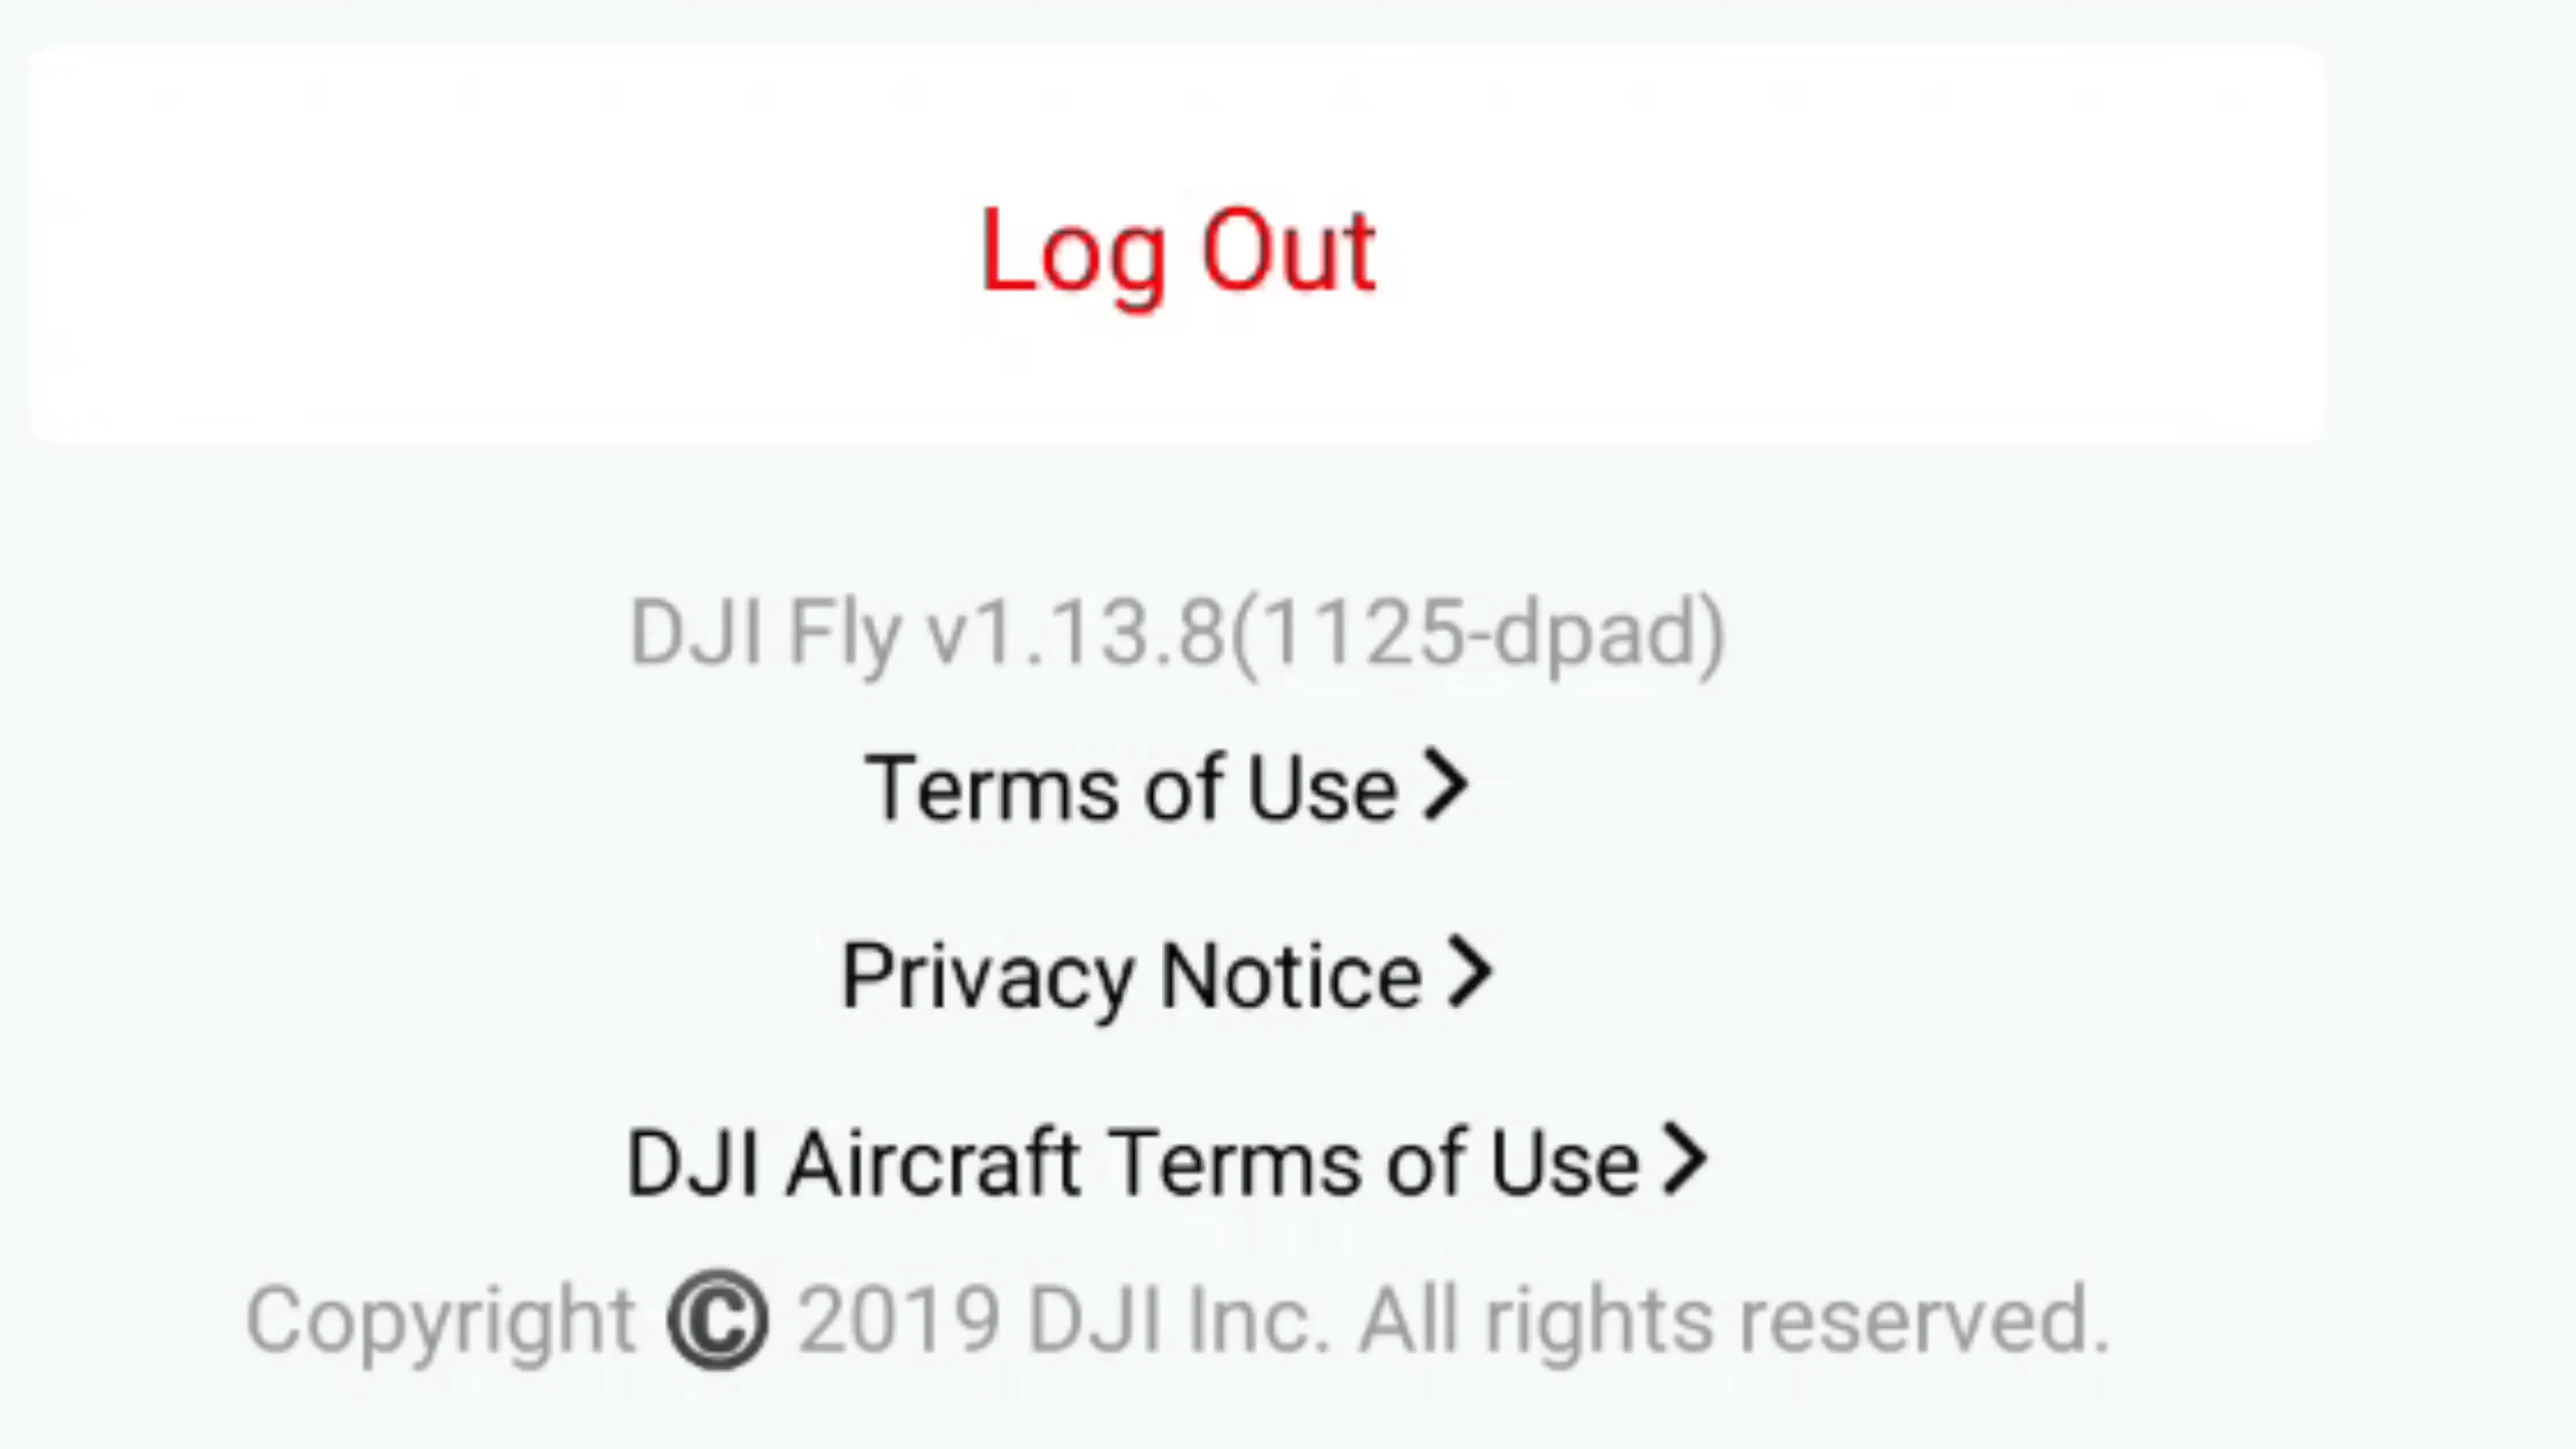 Log Out
DJI Fly v1.13.8(1125-dpad)
Terms of Use >
Privacy Notice >
DJI Aircraft Terms of Use >
Copyright © 2019 DJI Inc. All rights reserved.